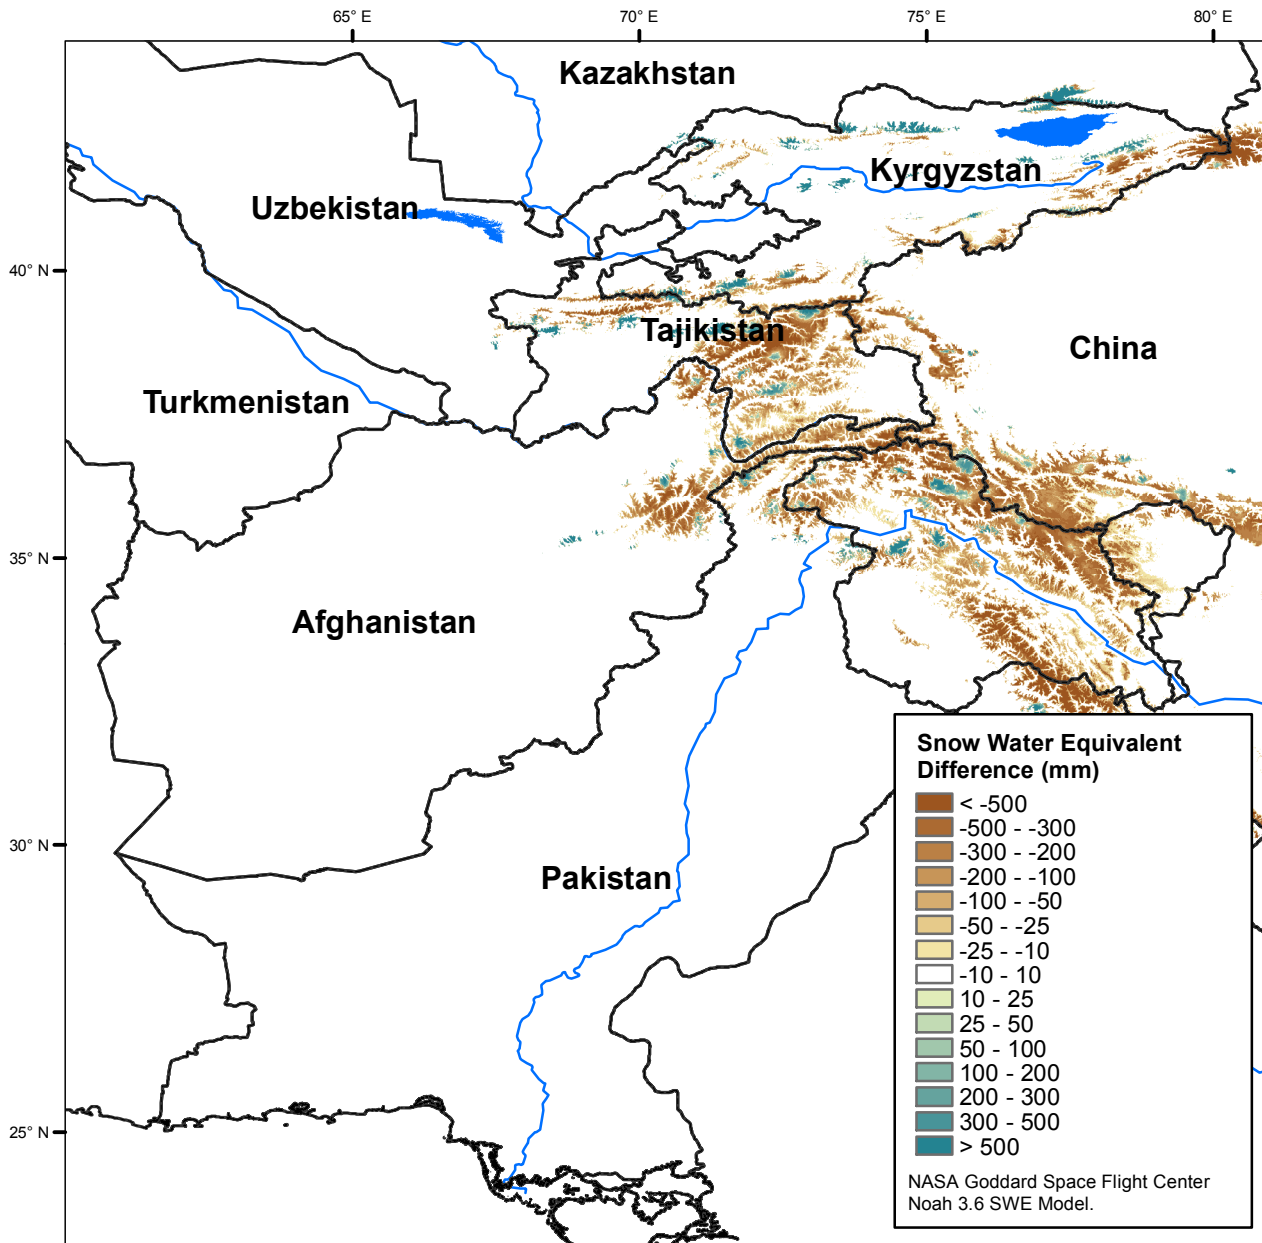 65° E
70° E
75° E
80° E
Kazakhstan
Kyrgyzstan
Uzbekistan
40° N
Tajikistan
China
Turkmenistan
35° N
Afghanistan
30° N
Pakistan
25° N
Snow Water Equivalent
Difference (mm)
< -500
-500 - -300
-300 - -200
-200 - -100
-100 - -50
-50 - -25
-25 - -10
-10 - 10
10 - 25
25 - 50
50 - 100
100 - 200
200 - 300
300 - 500
> 500
NASA Goddard Space Flight Center
Noah 3.6 SWE Model.